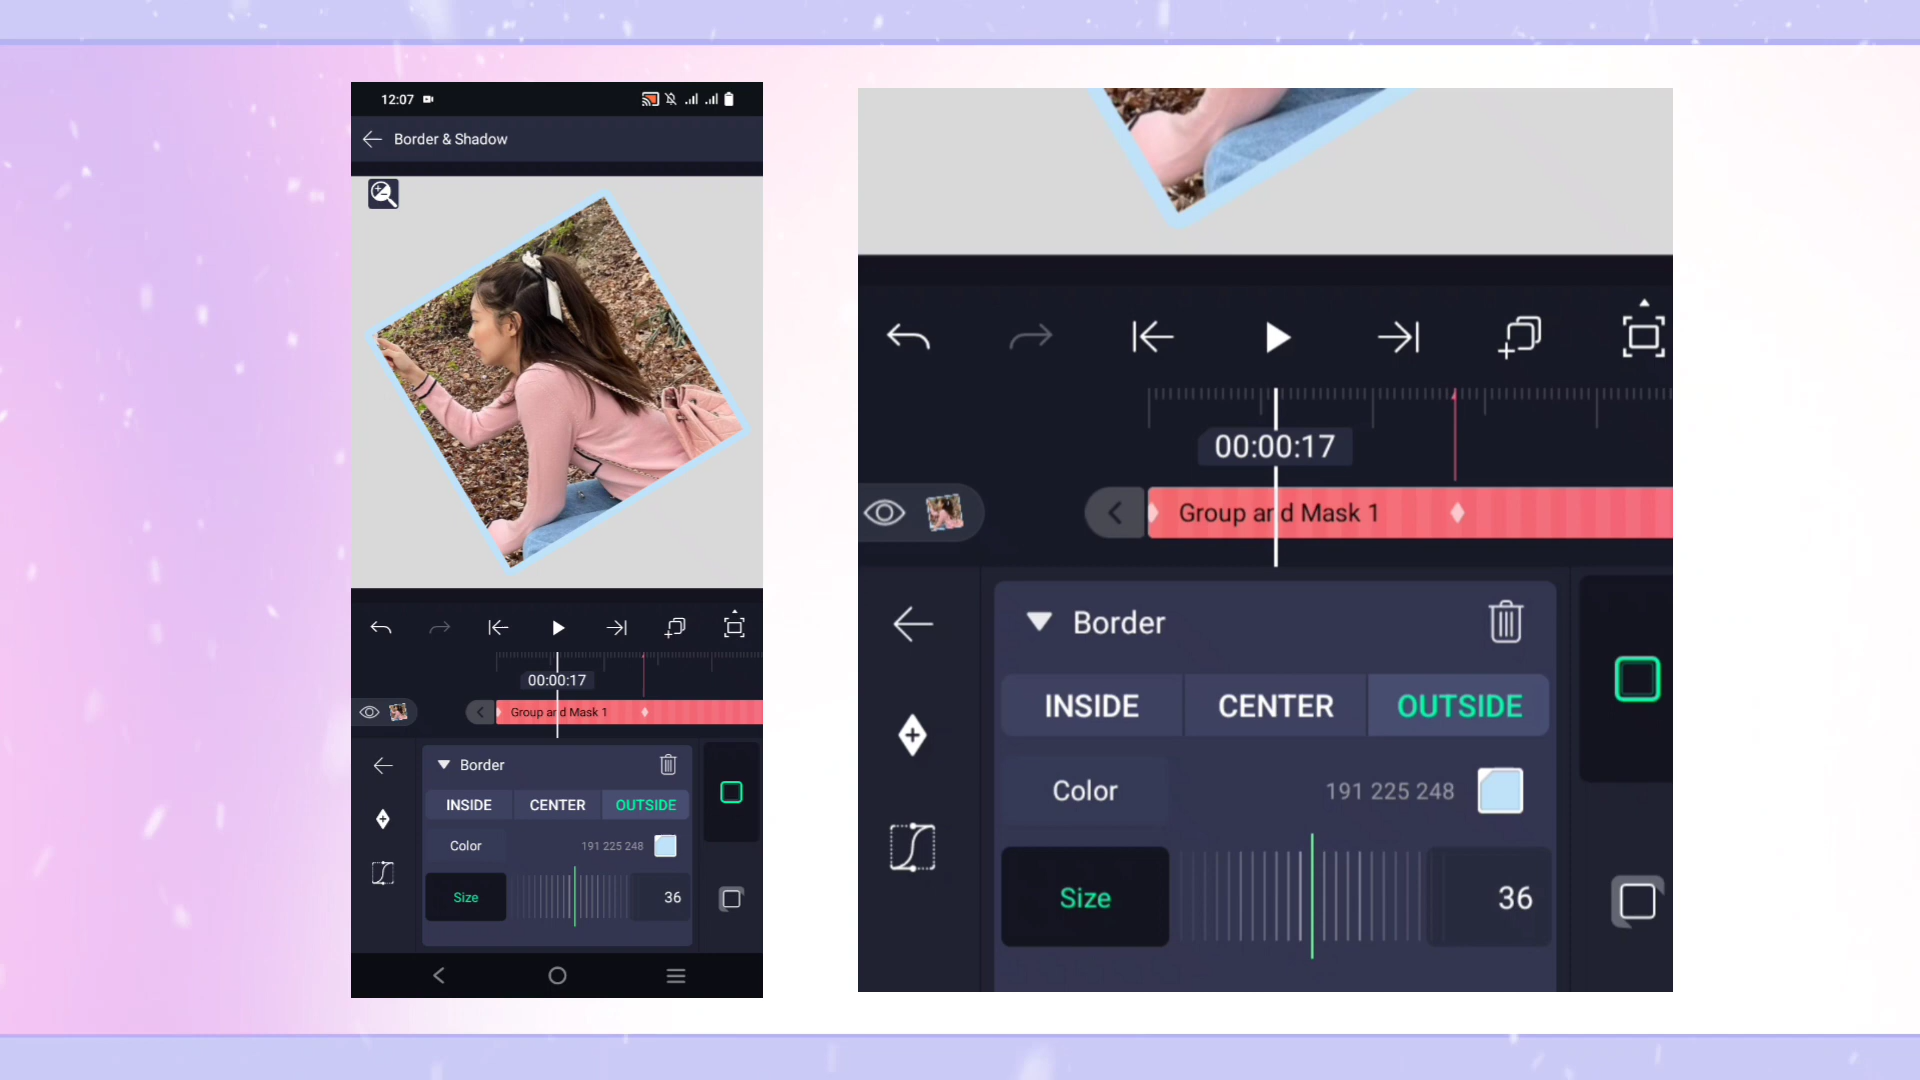 12:07
Border & Shadow
00:00:17
Group and Mask 1
Border
INSIDE CENTER OUTSIDE
Color 191 225 248
Size 36
00:00:17
Group and Mask 1
Border
INSIDE CENTER OUTSIDE
Color 191 225 248
Size 36